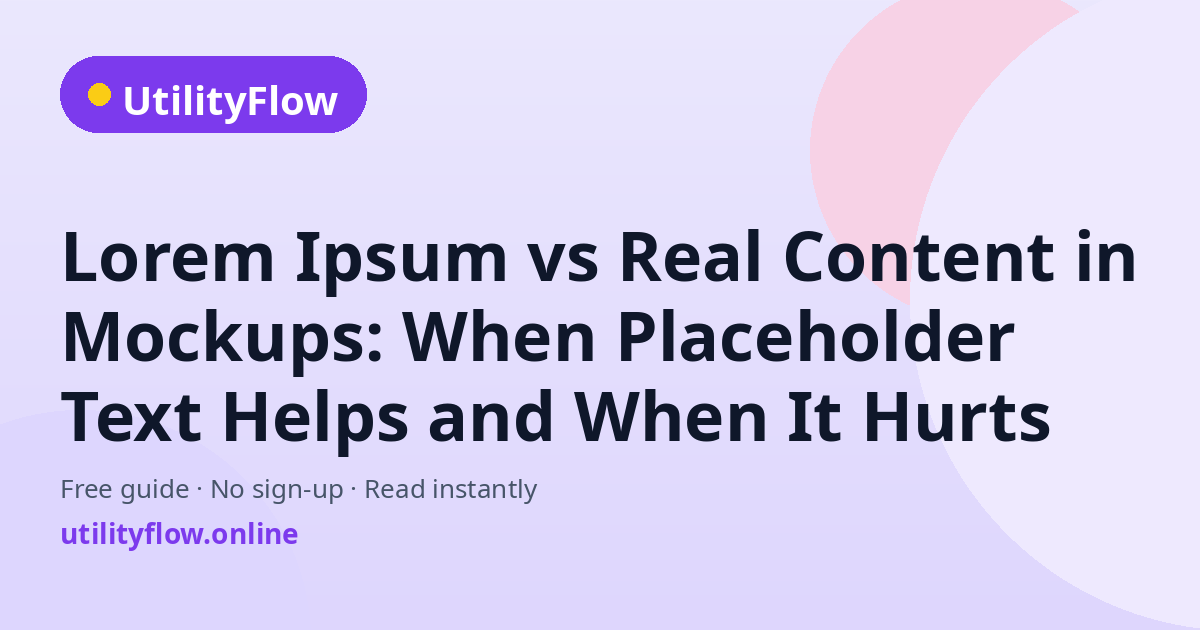 UtilityFlow
Lorem Ipsum vs Real Content in
Mockups: When Placeholder
Text Helps and When It Hurts
Free guide · No sign-up · Read instantly
utilityflow.online